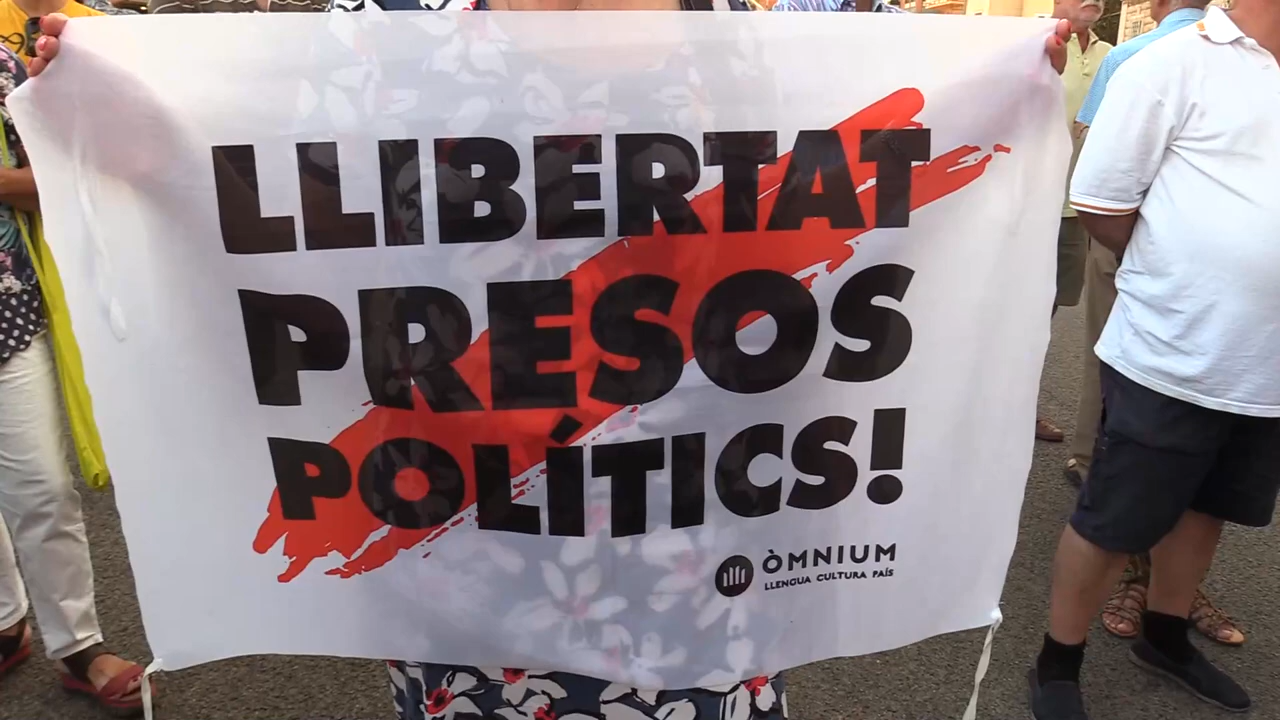 LLIBERTAT
PRESOS
POLÍTICS!
ÒMNIUM
LLENGUA CULTURA PAÍS